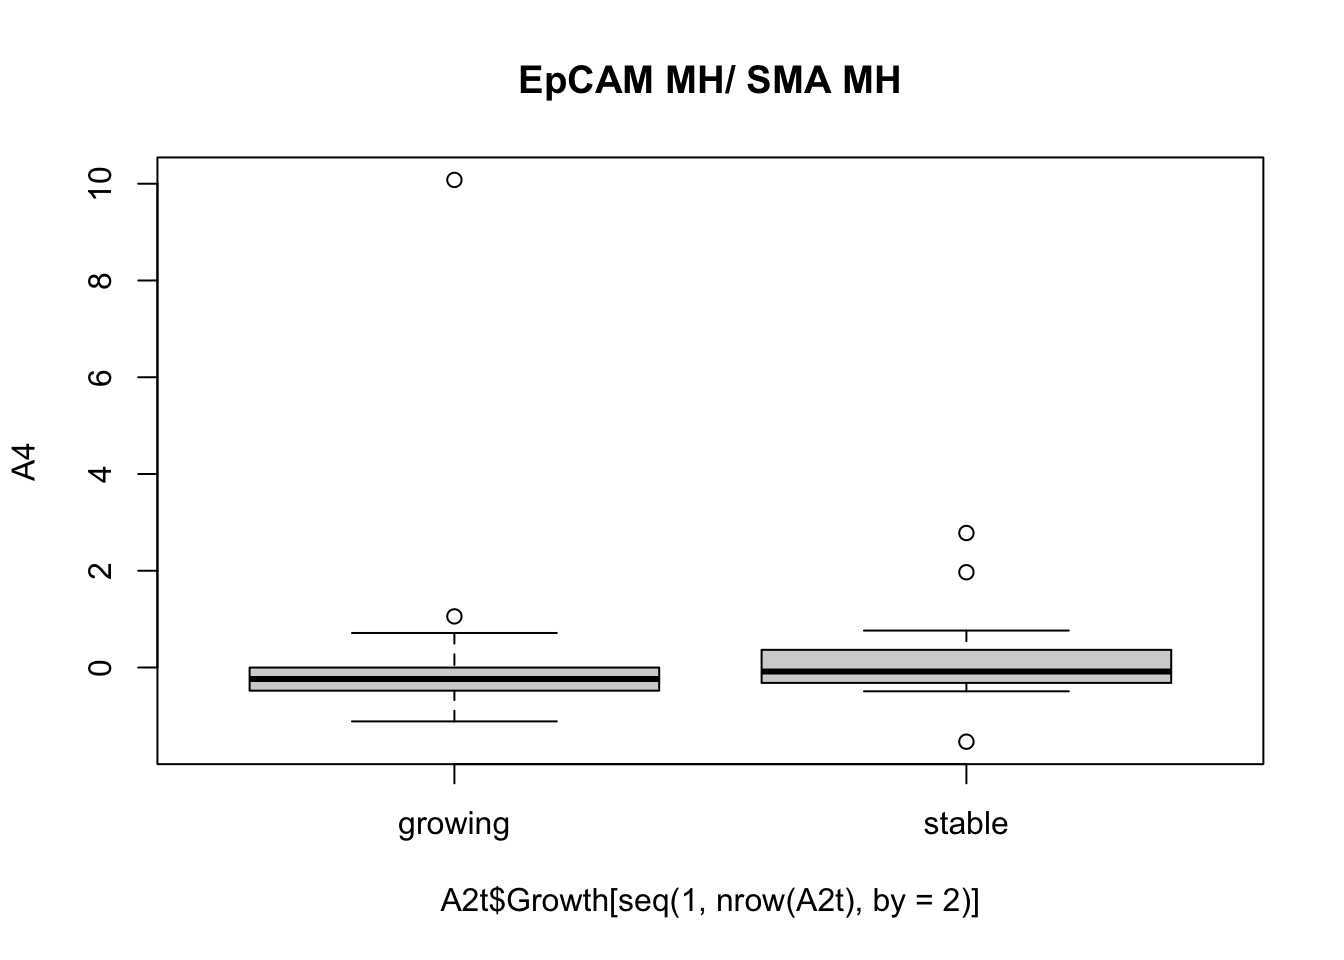 EpCAM MH/ SMA MH
10
8
6
4
2
0
A4
growing
stable
A2t$Growth[seq(1, nrow(A2t), by = 2)]